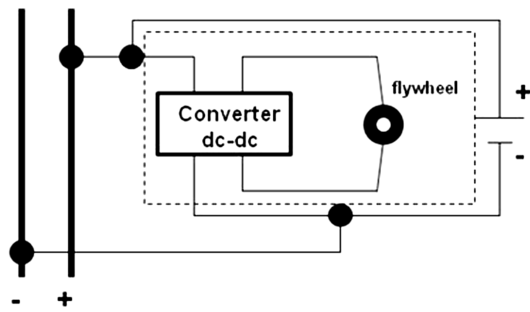 flywheel
Converter
dc-dc
+
-
- +